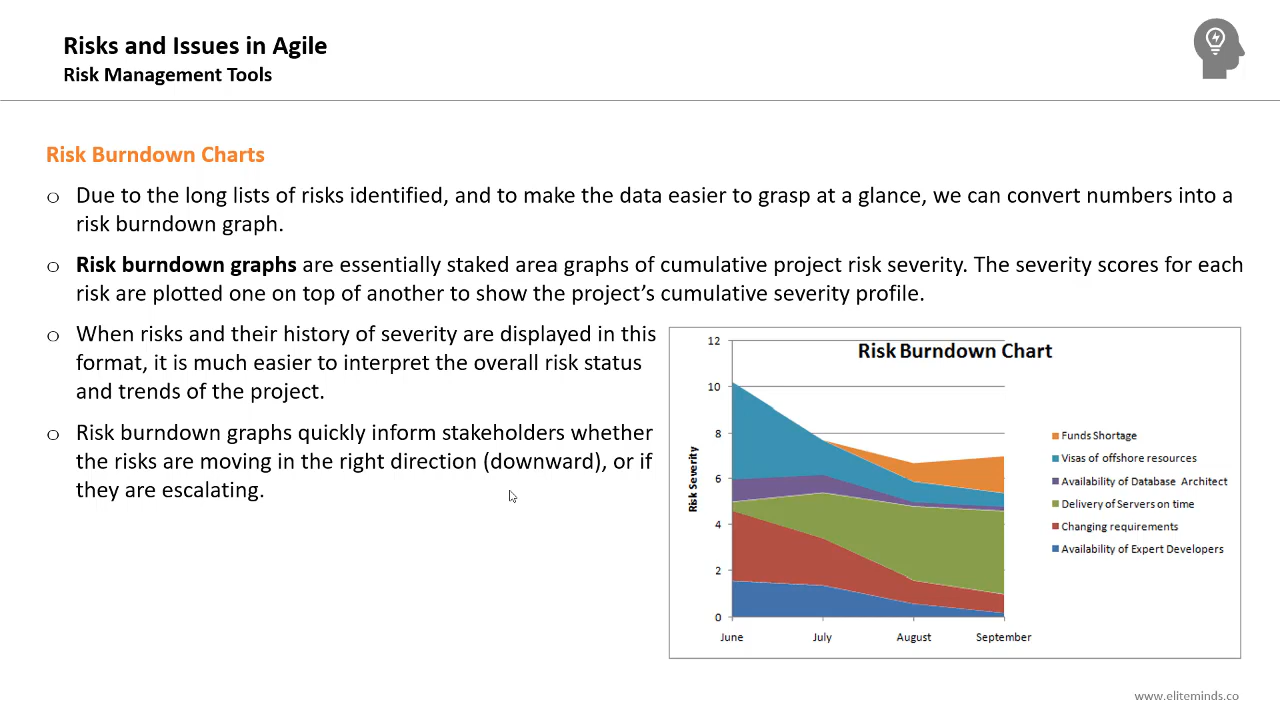 Risks and Issues in Agile
Risk Management Tools
Risk Burndown Charts
o Due to the long lists of risks identified, and to make the data easier to grasp at a glance, we can convert numbers into a
risk burndown graph.
o Risk burndown graphs are essentially staked area graphs of cumulative project risk severity. The severity scores for each
risk are plotted one on top of another to show the project’s cumulative severity profile.
o When risks and their history of severity are displayed in this
format, it is much easier to interpret the overall risk status
and trends of the project.
o Risk burndown graphs quickly inform stakeholders whether
the risks are moving in the right direction (downward), or if
they are escalating.
Risk Burndown Chart
Risk Severity
12
10
8
6
4
2
0
June July August September
Funds Shortage
Visas of offshore resources
Availability of Database Architect
Delivery of Servers on time
Changing requirements
Availability of Expert Developers
www.eliteminds.co